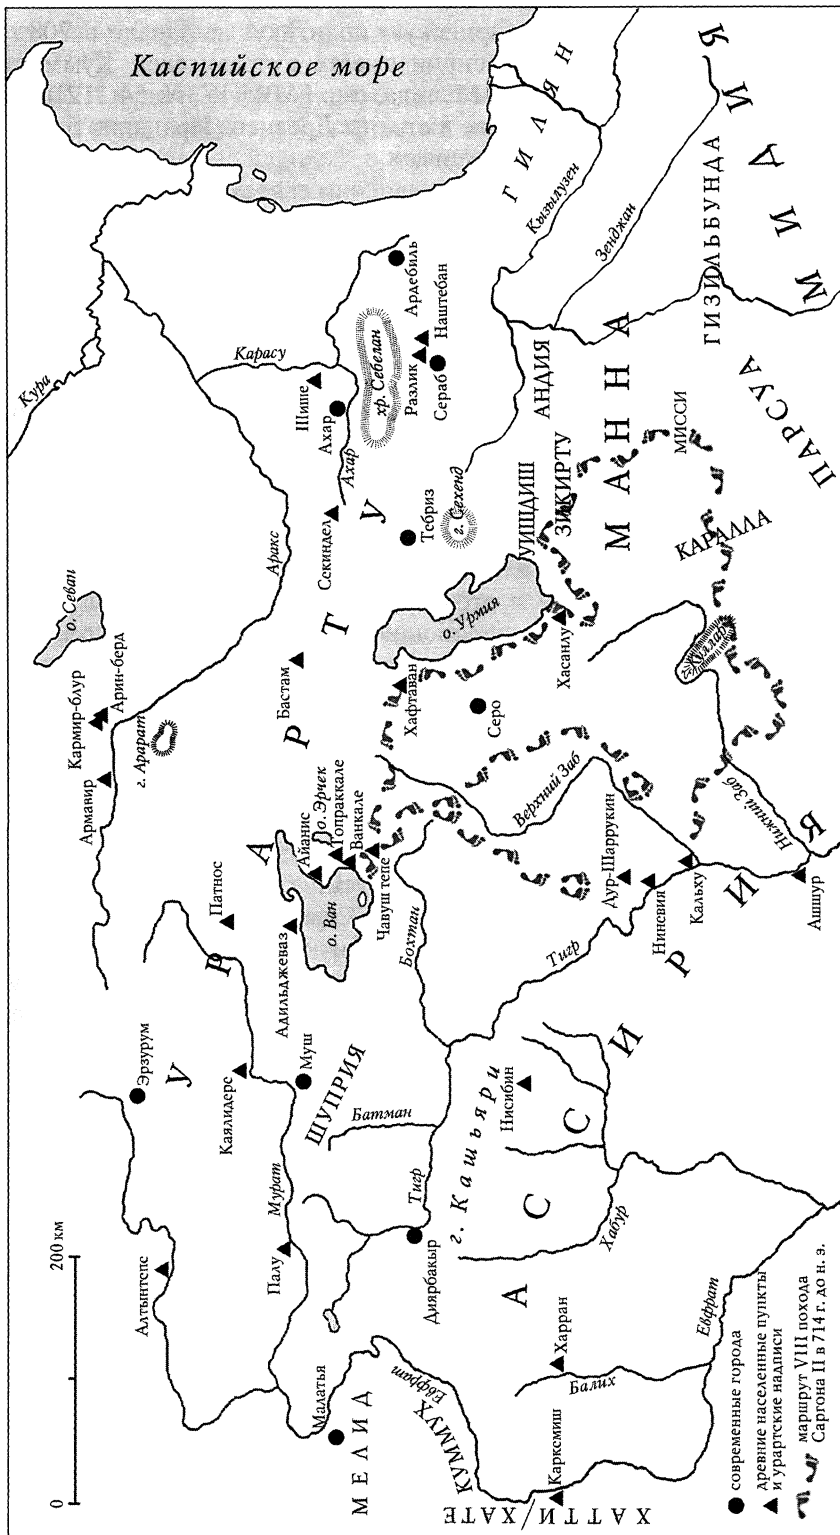 Каспийское море
Кура
Карасу
Аракс
о. Севан
Кармир-блур
Арин-берд
Армавир
г. Арарат
Шише
Ахар
Ахар
хр. Себелан
Ардебиль
Наштебан
Разлик
Сераб
Секиндел
Тебриз
г. Сехенд
Бастам
о. Урмия
Хафтаван
Серо
Хасанлу
ГИЛЯН
Кызылузен
Зенджан
АНДИЯ
УИШДИШ
ЗИКИРТУ
МАННА
МИССИ
ГИЗИЛЬБУНДА
МИДИЯ
ПАРСУА
КАРАЛЛА
г. Куллар
УРАРТУ
Эрзурум
Патнос
Каялидере
Адильджеваз
Муш
о. Ван
Айанис
о. Эрчек
Топраккале
Ванкале
Чавуштепе
Верхний Заб
Нижний Заб
Бохтан
Тигр
Дур-Шаррукин
Ниневия
Кальху
Ашшур
АССИРИЯ
ШУПРИЯ
Батман
Тигр
г. Кашьяри
Нисибин
Хабур
Диярбакыр
Мурат
Палу
Алтынтепе
Малатья
МЕЛИД
КУММУХ
Евфрат
Харран
Балих
Евфрат
Каркемиш
ХАТТИ/ХАТЕ
0
200 км
современные города
древние населенные пункты
и урартские надписи
маршрут VIII похода
Саргона II в 714 г. до н. э.